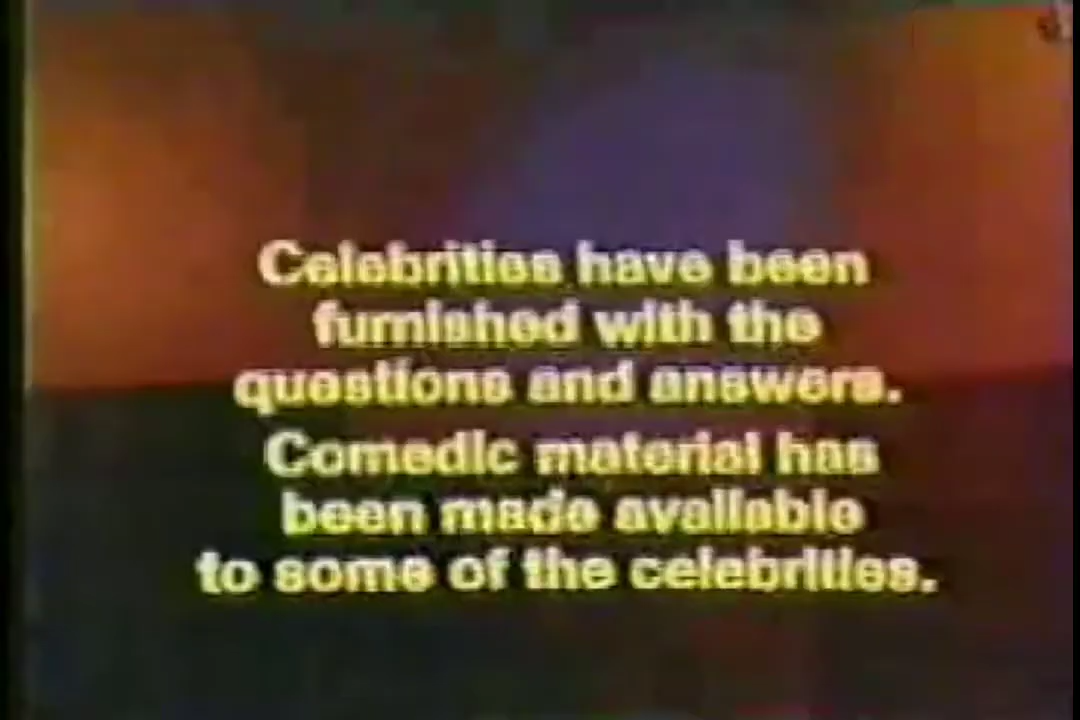 Celebrities have been
furnished with the
questions and answers.
Comedic material has
been made available
to some of the celebrities.